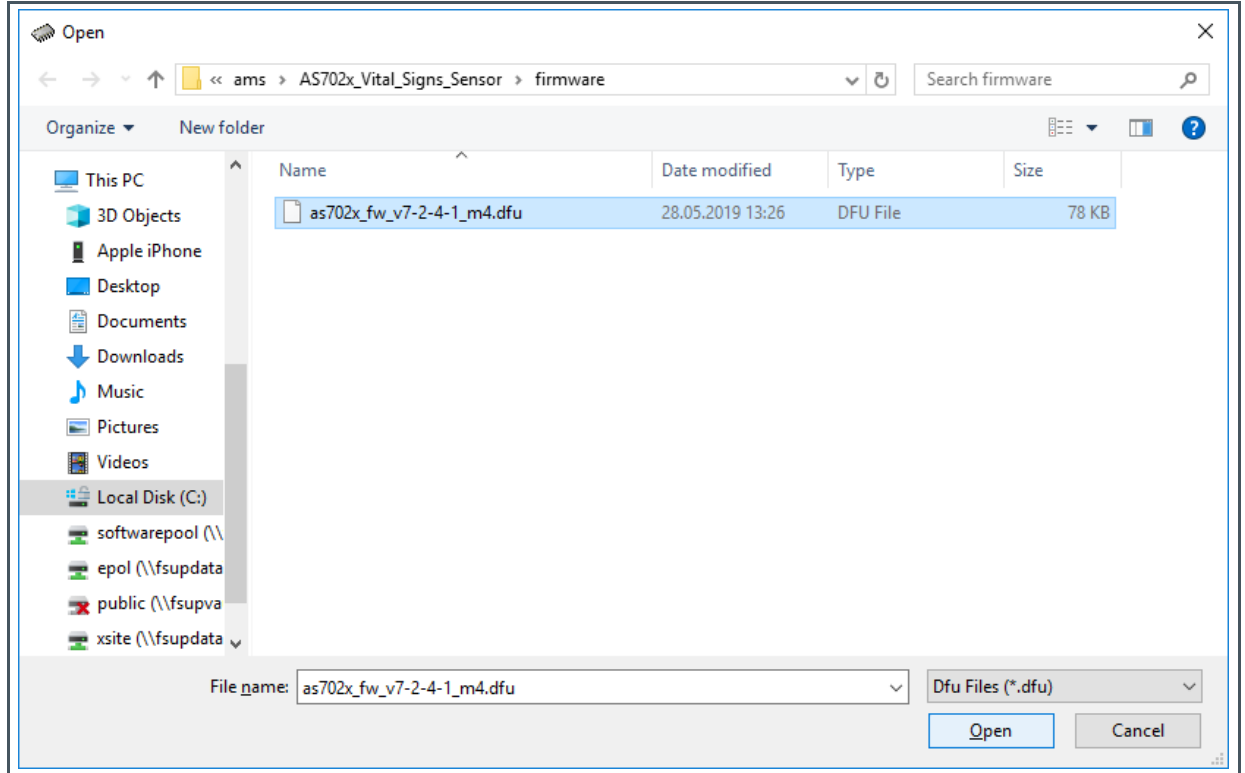 Open
« ams > AS702x_Vital_Signs_Sensor > firmware
Search firmware
Organize
New folder
?
Name
Date modified
Type
Size
as702x_fw_v7-2-4-1_m4.dfu
28.05.2019 13:26
DFU File
78 KB
This PC
3D Objects
Apple iPhone
Desktop
Documents
Downloads
Music
Pictures
Videos
Local Disk (C:)
softwarepool (\\
epol (\\fsupdata
public (\\fsupva
xsite (\\fsupdata
File name:
as702x_fw_v7-2-4-1_m4.dfu
Dfu Files (*.dfu)
Open
Cancel